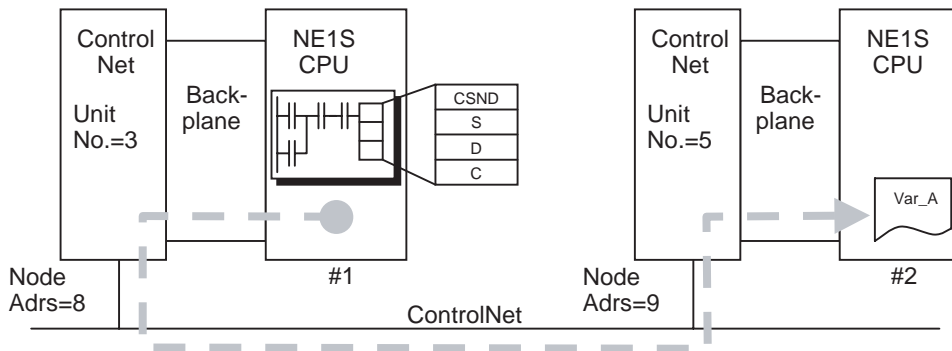 Control
Net
Unit
No.=3
Back-
plane
NE1S
CPU
CSND
S
D
C
Node
Adrs=8
#1
ControlNet
Control
Net
Unit
No.=5
Back-
plane
NE1S
CPU
Var_A
Node
Adrs=9
#2